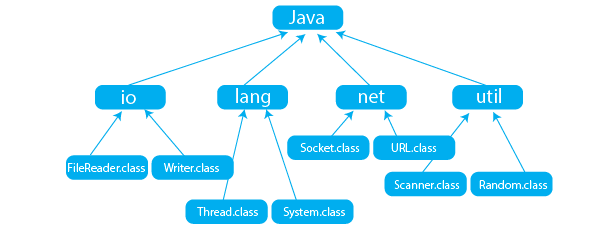 Java
io
lang
net
util
Socket.class
URL.class
FileReader.class
Writer.class
Scanner.class
Random.class
Thread.class
System.class